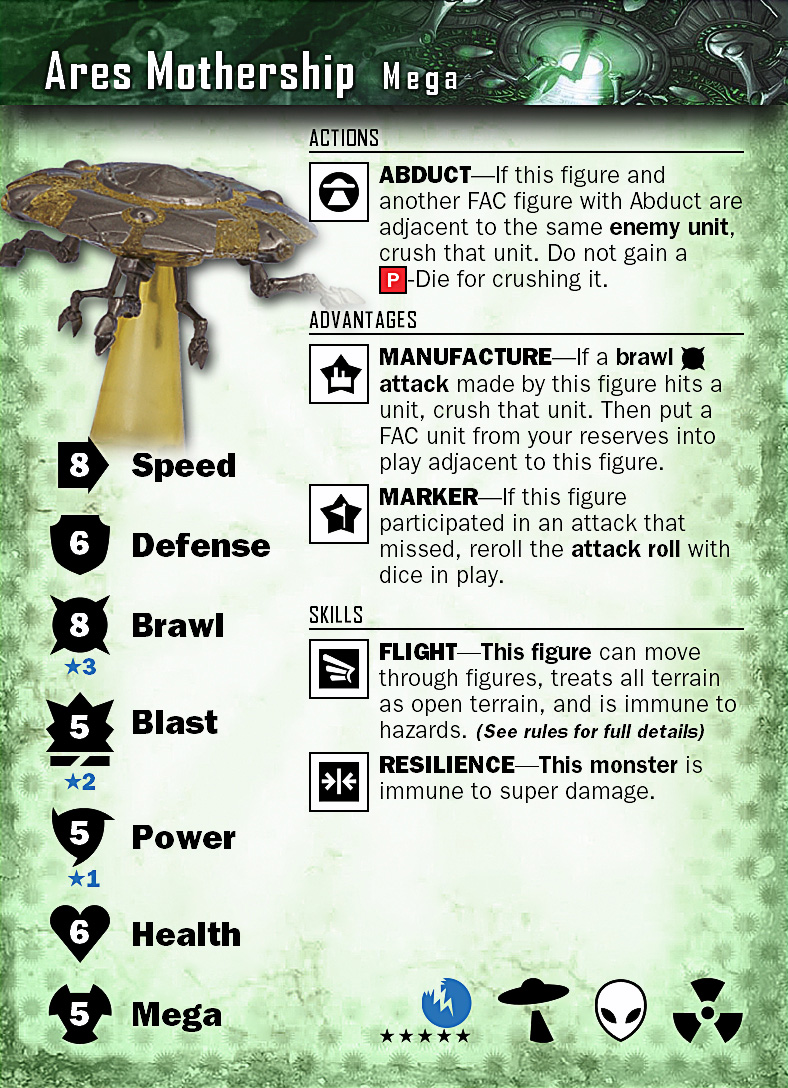 Ares Mothership Mega
ACTIONS
ABDUCT—If this figure and
another FAC figure with Abduct are
adjacent to the same enemy unit,
crush that unit. Do not gain a
P-Die for crushing it.
ADVANTAGES
MANUFACTURE—If a brawl
attack made by this figure hits a
unit, crush that unit. Then put a
FAC unit from your reserves into
play adjacent to this figure.
MARKER—If this figure
participated in an attack that
missed, reroll the attack roll with
dice in play.
SKILLS
FLIGHT—This figure can move
through figures, treats all terrain
as open terrain, and is immune to
hazards. (See rules for full details)
RESILIENCE—This monster is
immune to super damage.
8 Speed
6 Defense
8 Brawl
★3
5 Blast
★2
5 Power
★1
6 Health
5 Mega
★★★★★